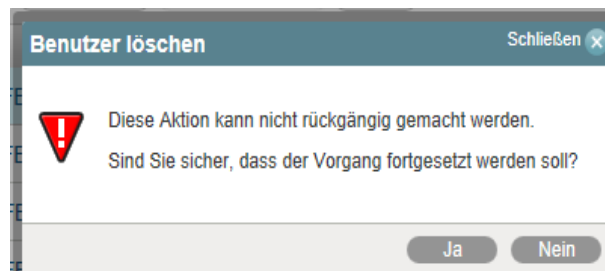 Benutzer löschen
Schließen
Diese Aktion kann nicht rückgängig gemacht werden.
Sind Sie sicher, dass der Vorgang fortgesetzt werden soll?
Ja
Nein